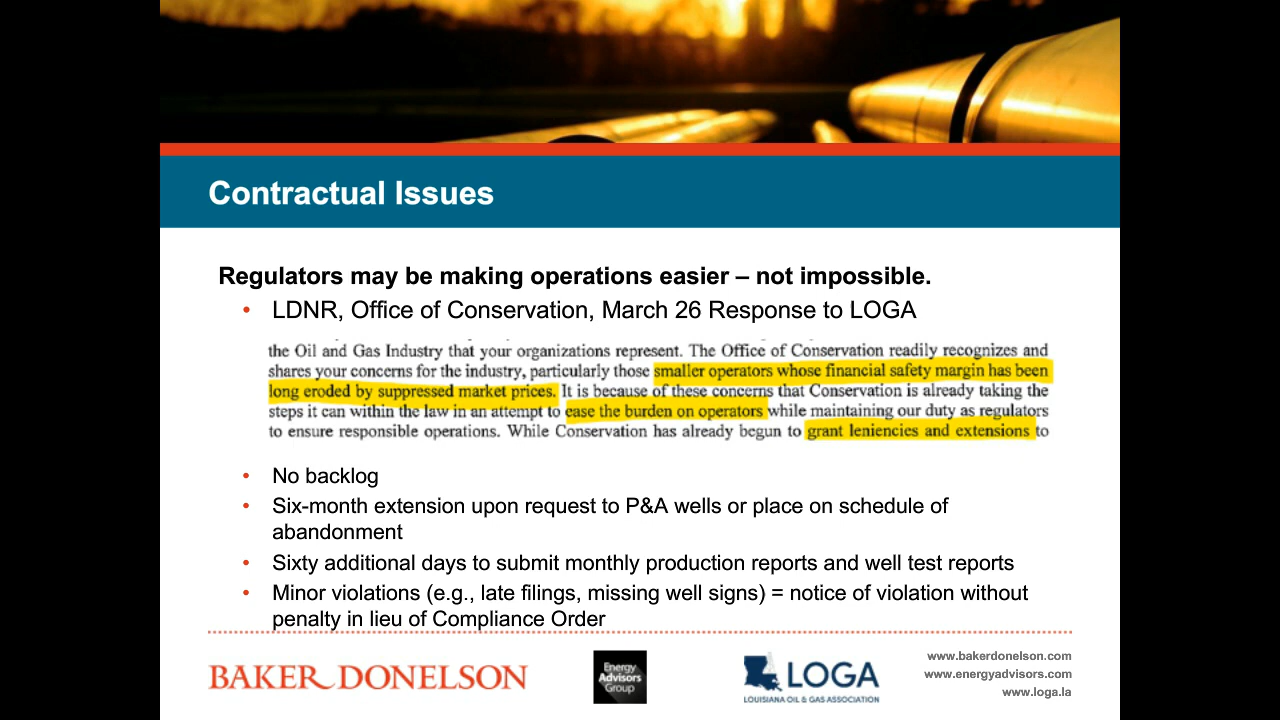 Contractual Issues
Regulators may be making operations easier – not impossible.
• LDNR, Office of Conservation, March 26 Response to LOGA
the Oil and Gas Industry that your organizations represent. The Office of Conservation readily recognizes and
shares your concerns for the industry, particularly those smaller operators whose financial safety margin has been
long eroded by suppressed market prices. It is because of these concerns that Conservation is already taking the
steps it can within the law in an attempt to ease the burden on operators while maintaining our duty as regulators
to ensure responsible operations. While Conservation has already begun to grant leniencies and extensions to
• No backlog
• Six-month extension upon request to P&A wells or place on schedule of
abandonment
• Sixty additional days to submit monthly production reports and well test reports
• Minor violations (e.g., late filings, missing well signs) = notice of violation without
penalty in lieu of Compliance Order
BAKER DONELSON
Energy
Advisors
Group
LOGA
LOUISIANA OIL & GAS ASSOCIATION
www.bakerdonelson.com
www.energyadvisors.com
www.loga.la